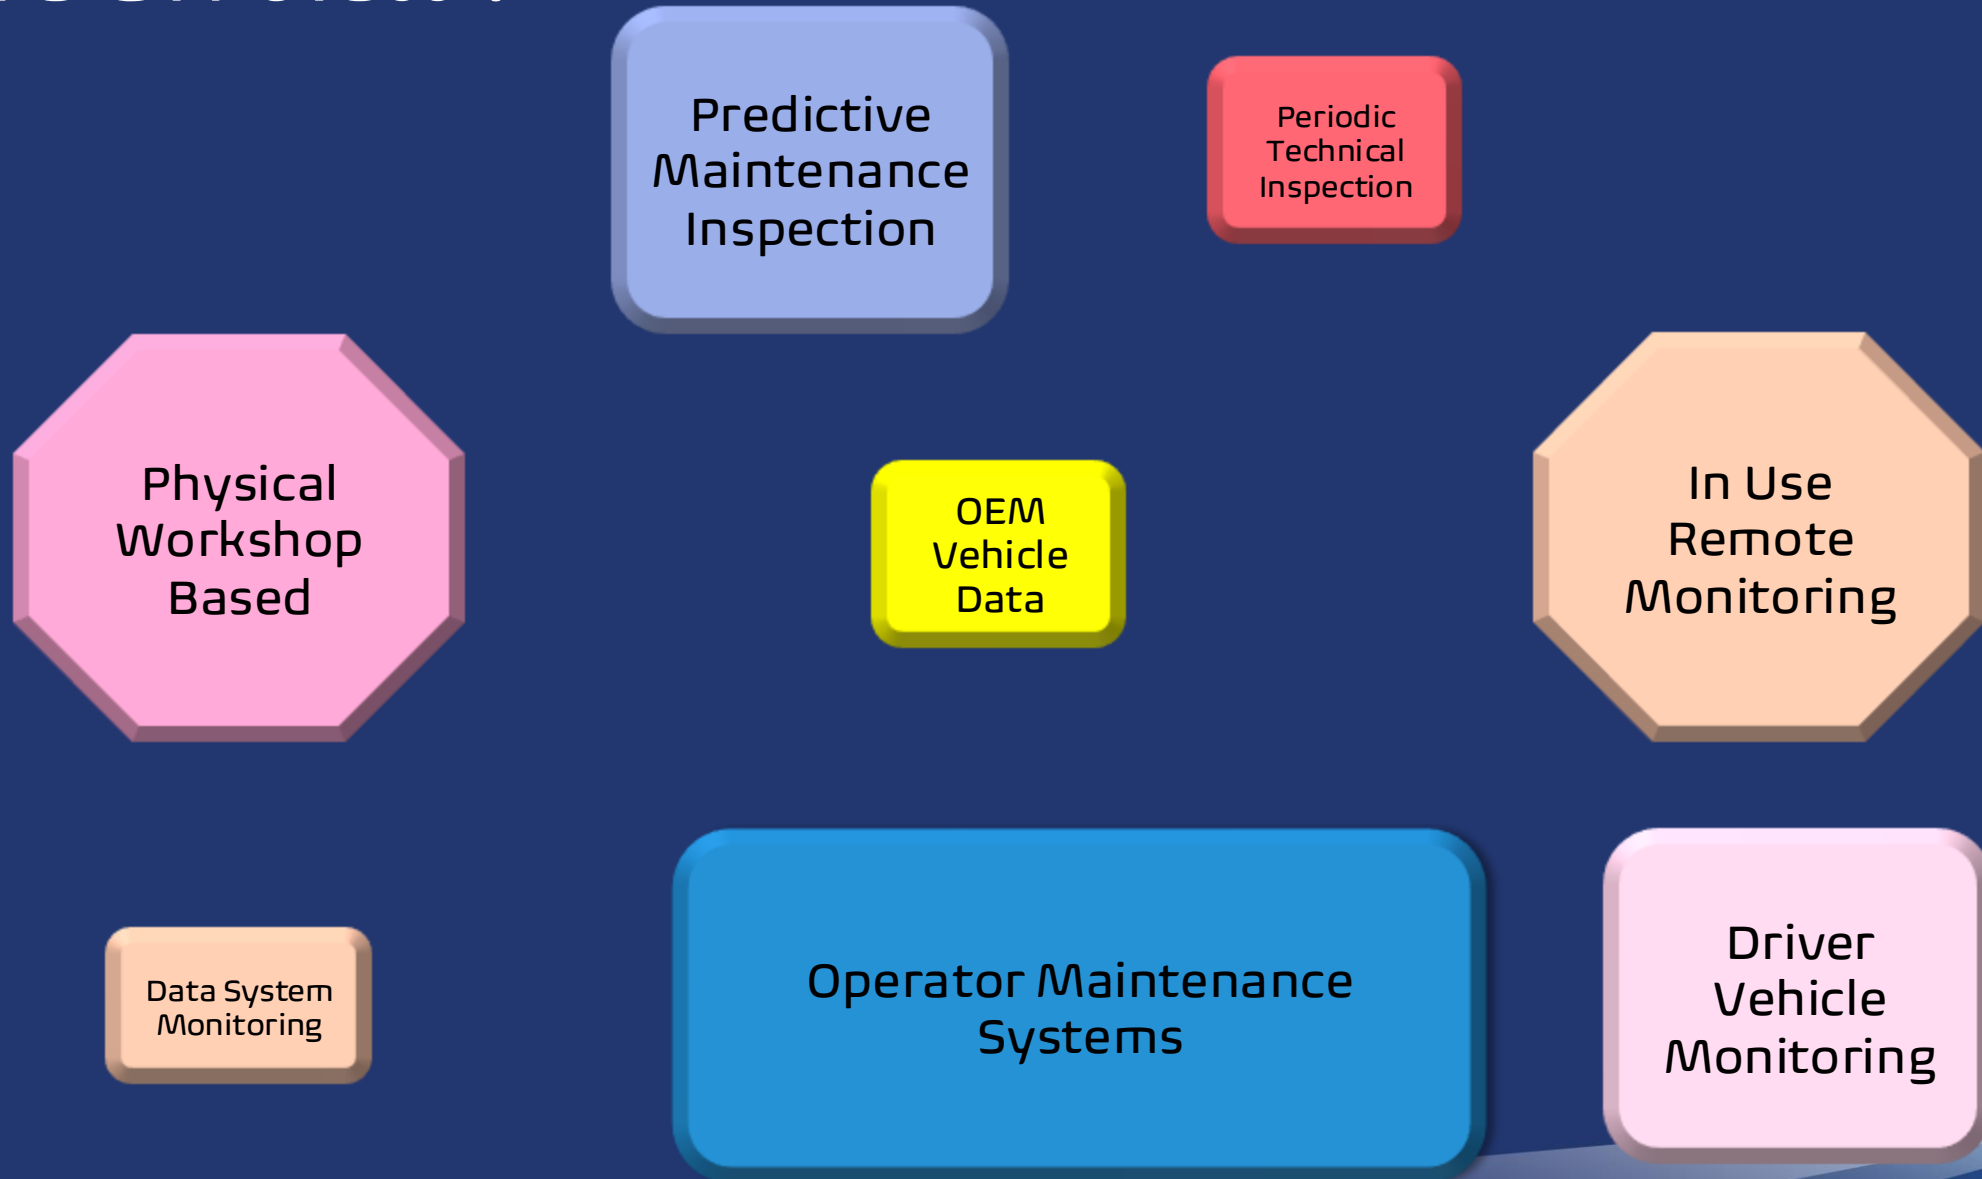 Predictive
Maintenance
Inspection
Periodic
Technical
Inspection
Physical
Workshop
Based
OEM
Vehicle
Data
In Use
Remote
Monitoring
Data System
Monitoring
Operator Maintenance
Systems
Driver
Vehicle
Monitoring